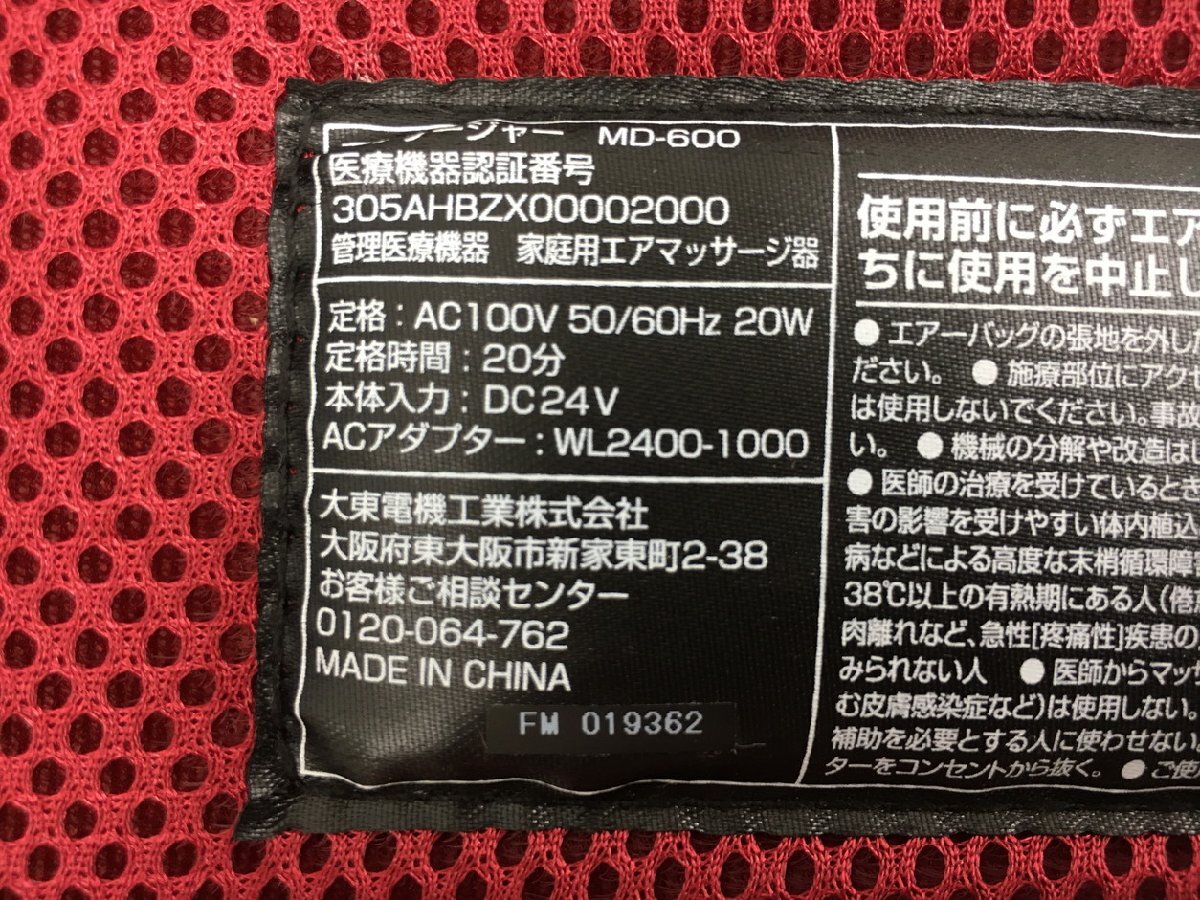 ージャー MD-600
医療機器認証番号
305AHBZX00002000
管理医療機器 家庭用エアマッサージ器
定格：AC100V 50/60Hz 20W
定格時間：20分
本体入力：DC24V
ACアダプター：WL2400-1000
大東電機工業株式会社
大阪府東大阪市新家東町2-38
お客様ご相談センター
0120-064-762
MADE IN CHINA
FM 019362
使用前に必ずエア
ちに使用を中止し
●エアーバッグの張地を外した
ださい。 ●施療部位にアクセ
は使用しないでください。事故
い。 ●機械の分解や改造は
●医師の治療を受けているとき
害の影響を受けやすい体内植込
病などによる高度な末梢循環障
38℃以上の有熱期にある人(倦
肉離れなど、急性[疼痛性]疾患の
みられない人 ●医師からマッサ
む皮膚感染症など)は使用しない。
補助を必要とする人に使わせない
ターをコンセントから抜く。 ●ご使